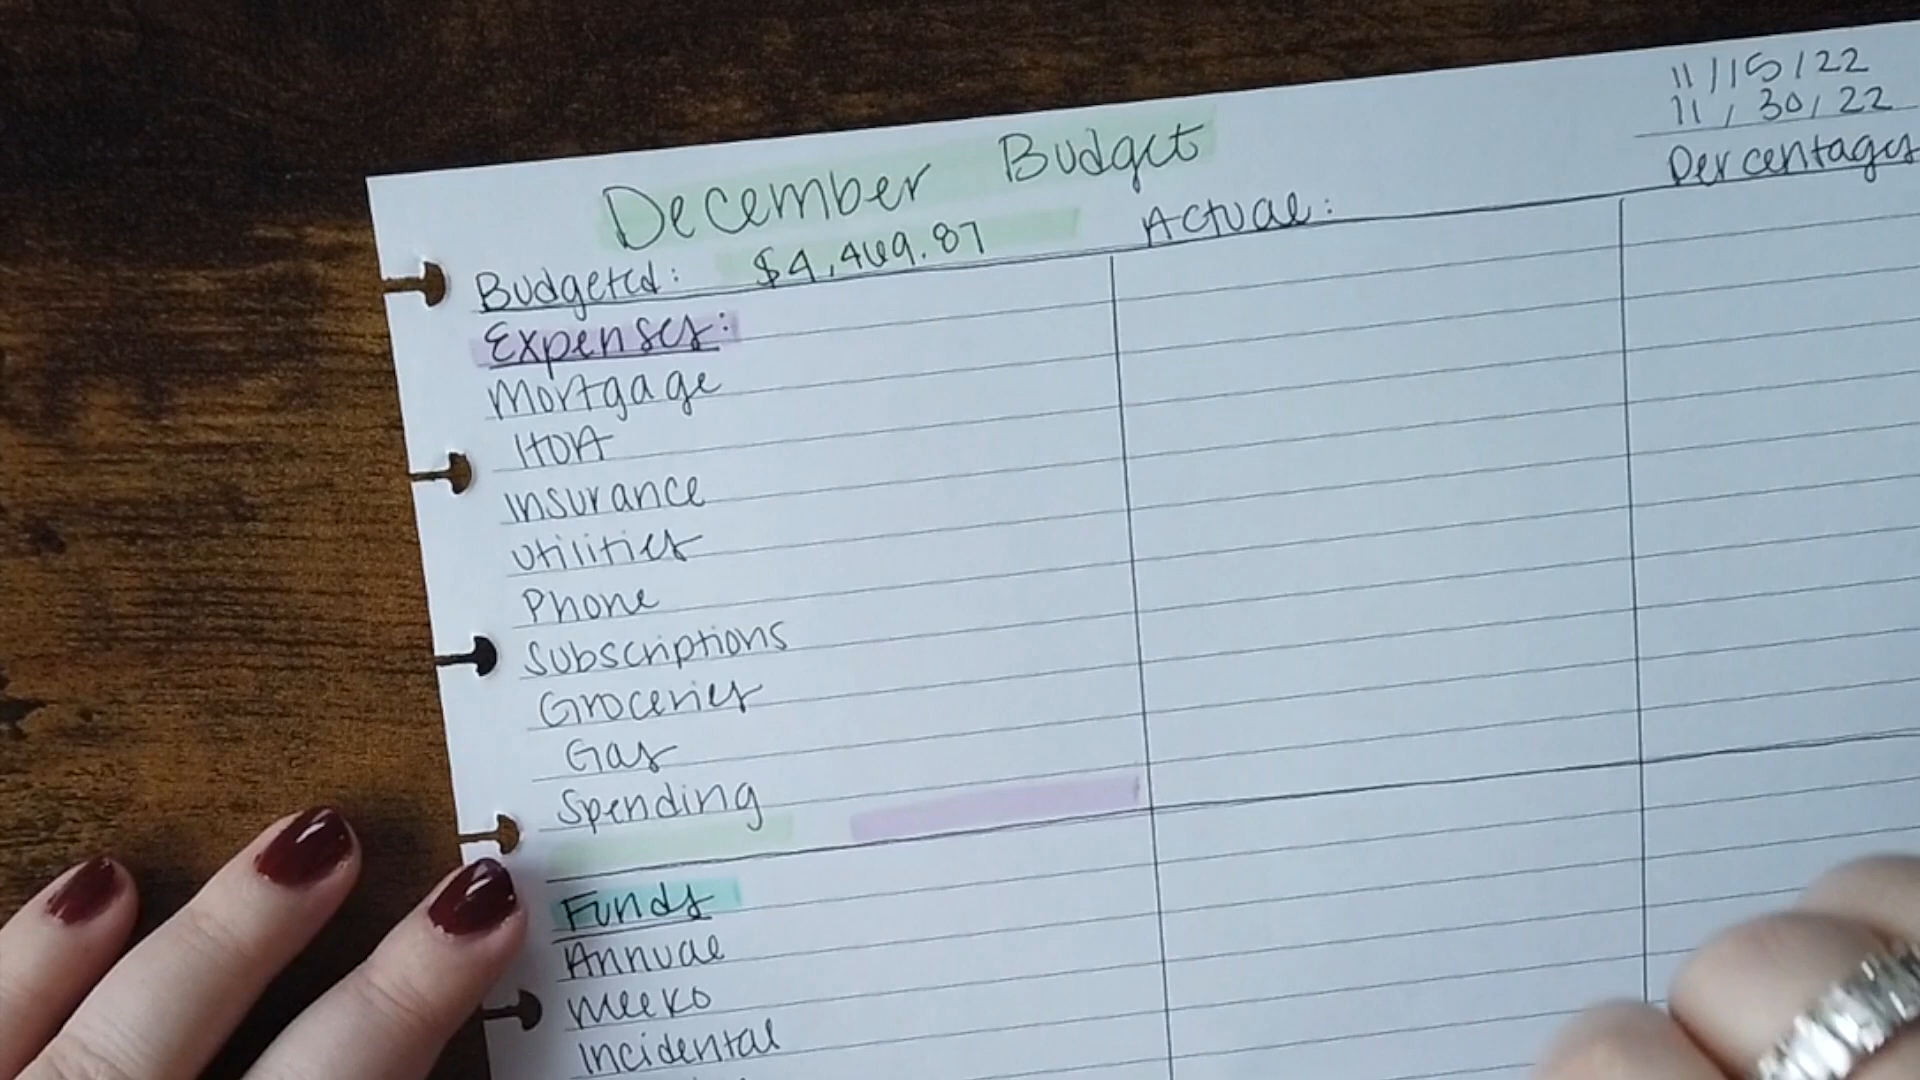 11/15/22
11/30/22
Percentages
December Budget
Budgeted: $4,469.87 Actual:
Expenses:
Mortgage
HOA
Insurance
Utilities
Phone
Subscriptions
Groceries
Gas
Spending
Funds
Annual
Meeko
Incidental